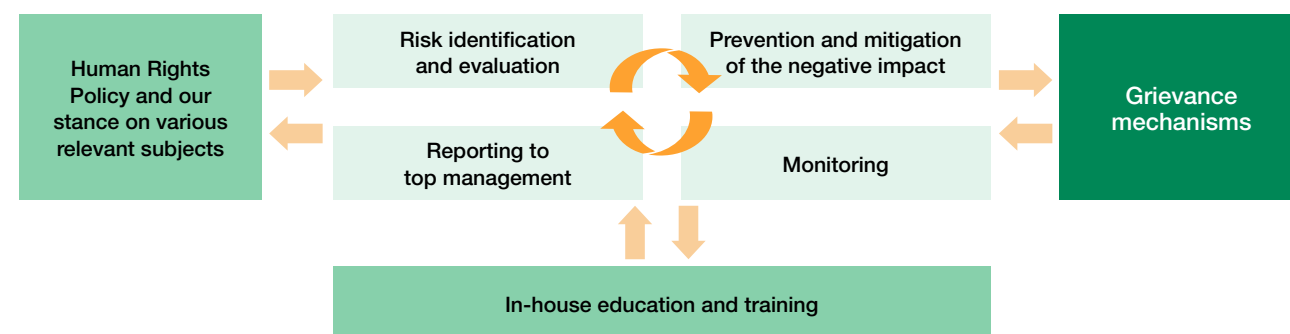 Human Rights
Policy and our
stance on various
relevant subjects
Risk identification
and evaluation
Prevention and mitigation
of the negative impact
Reporting to
top management
Monitoring
Grievance
mechanisms
In-house education and training